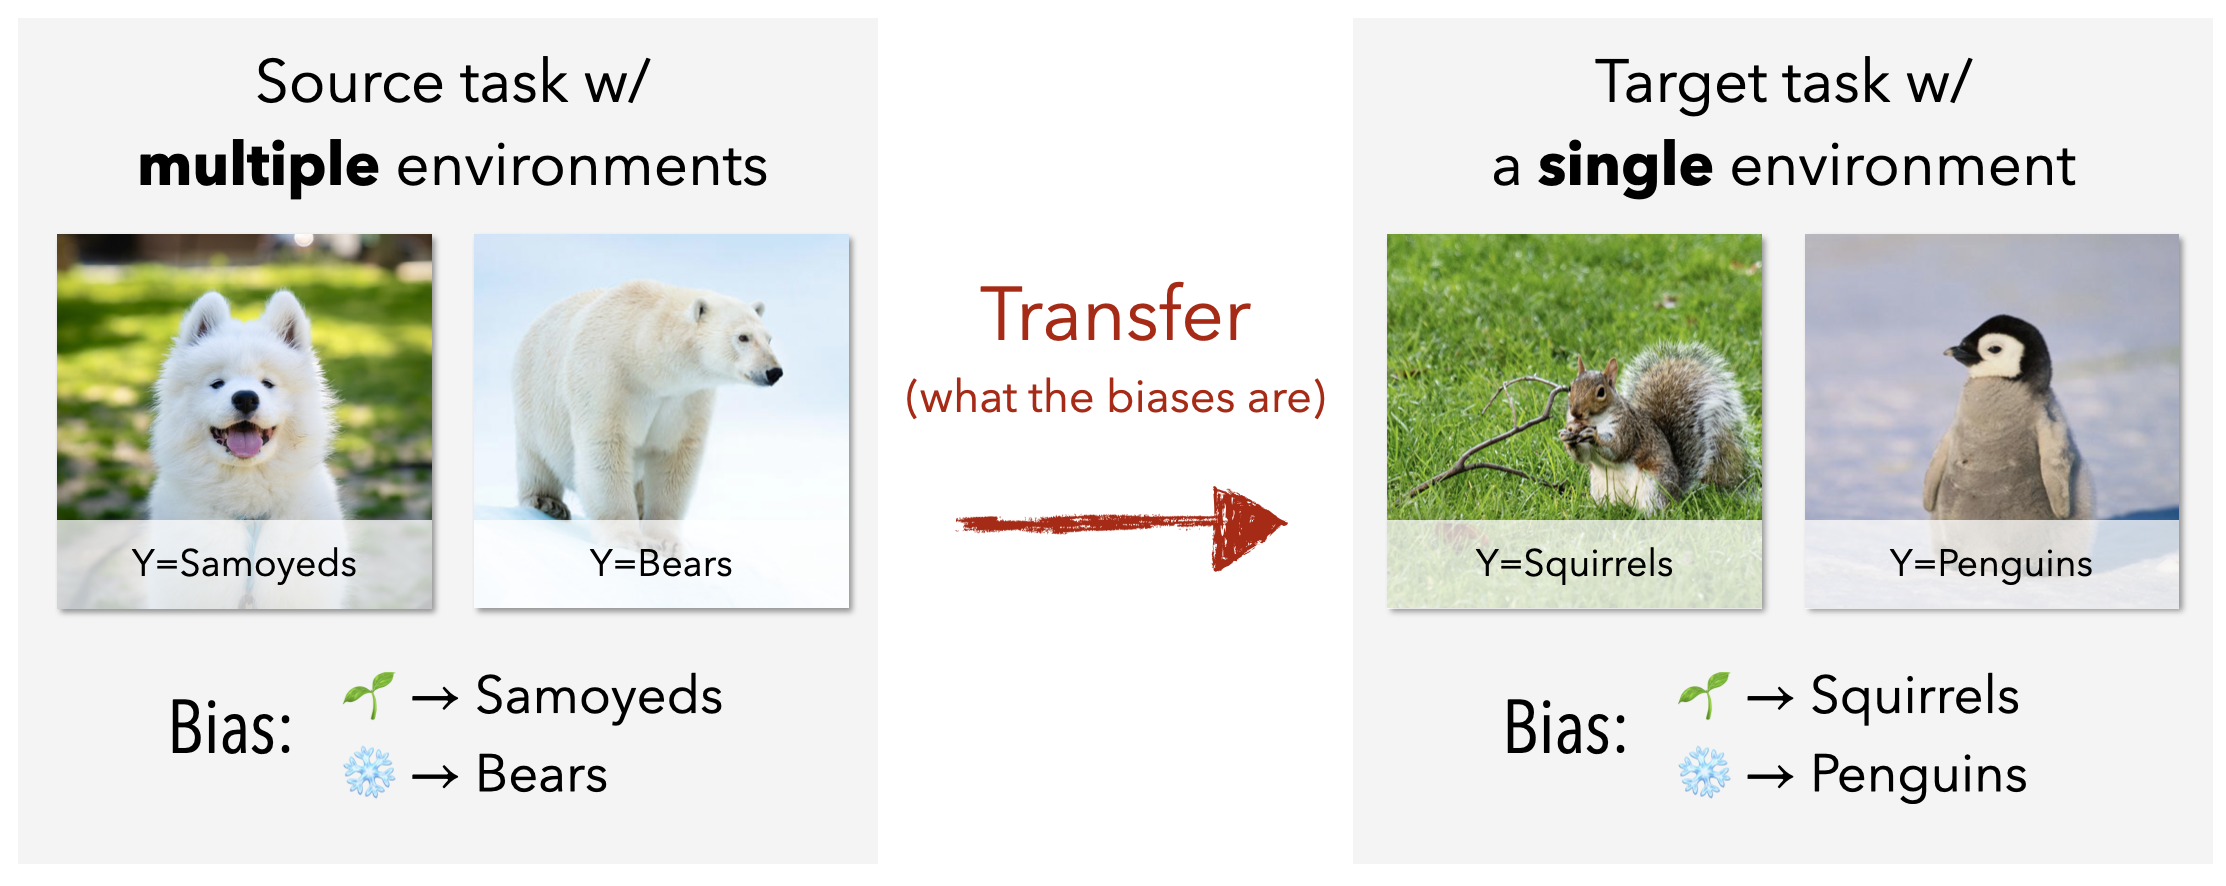 Source task w/
multiple environments
Y=Samoyeds
Y=Bears
Bias:
→ Samoyeds
→ Bears
Transfer
(what the biases are)
Target task w/
a single environment
Y=Squirrels
Y=Penguins
Bias:
→ Squirrels
→ Penguins